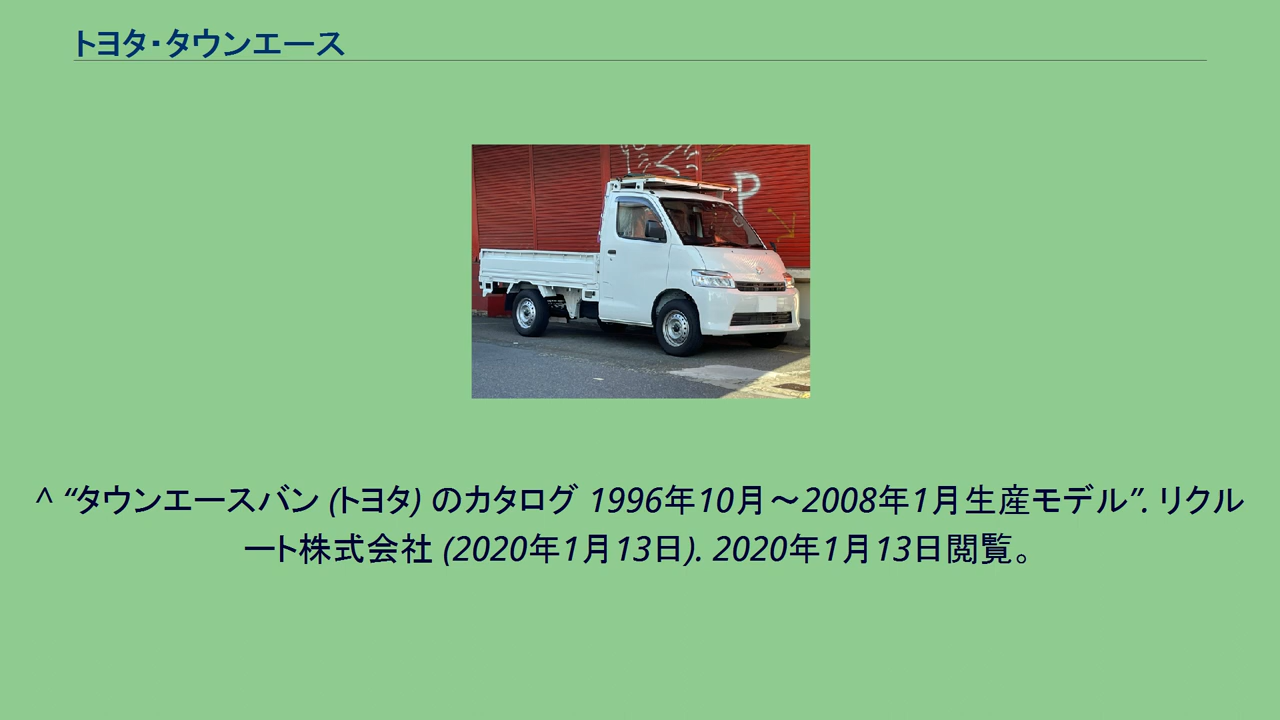 トヨタ・タウンエース
P
^ “タウンエースバン (トヨタ) のカタログ 1996年10月〜2008年1月生産モデル”. リクル
ート株式会社 (2020年1月13日). 2020年1月13日閲覧。